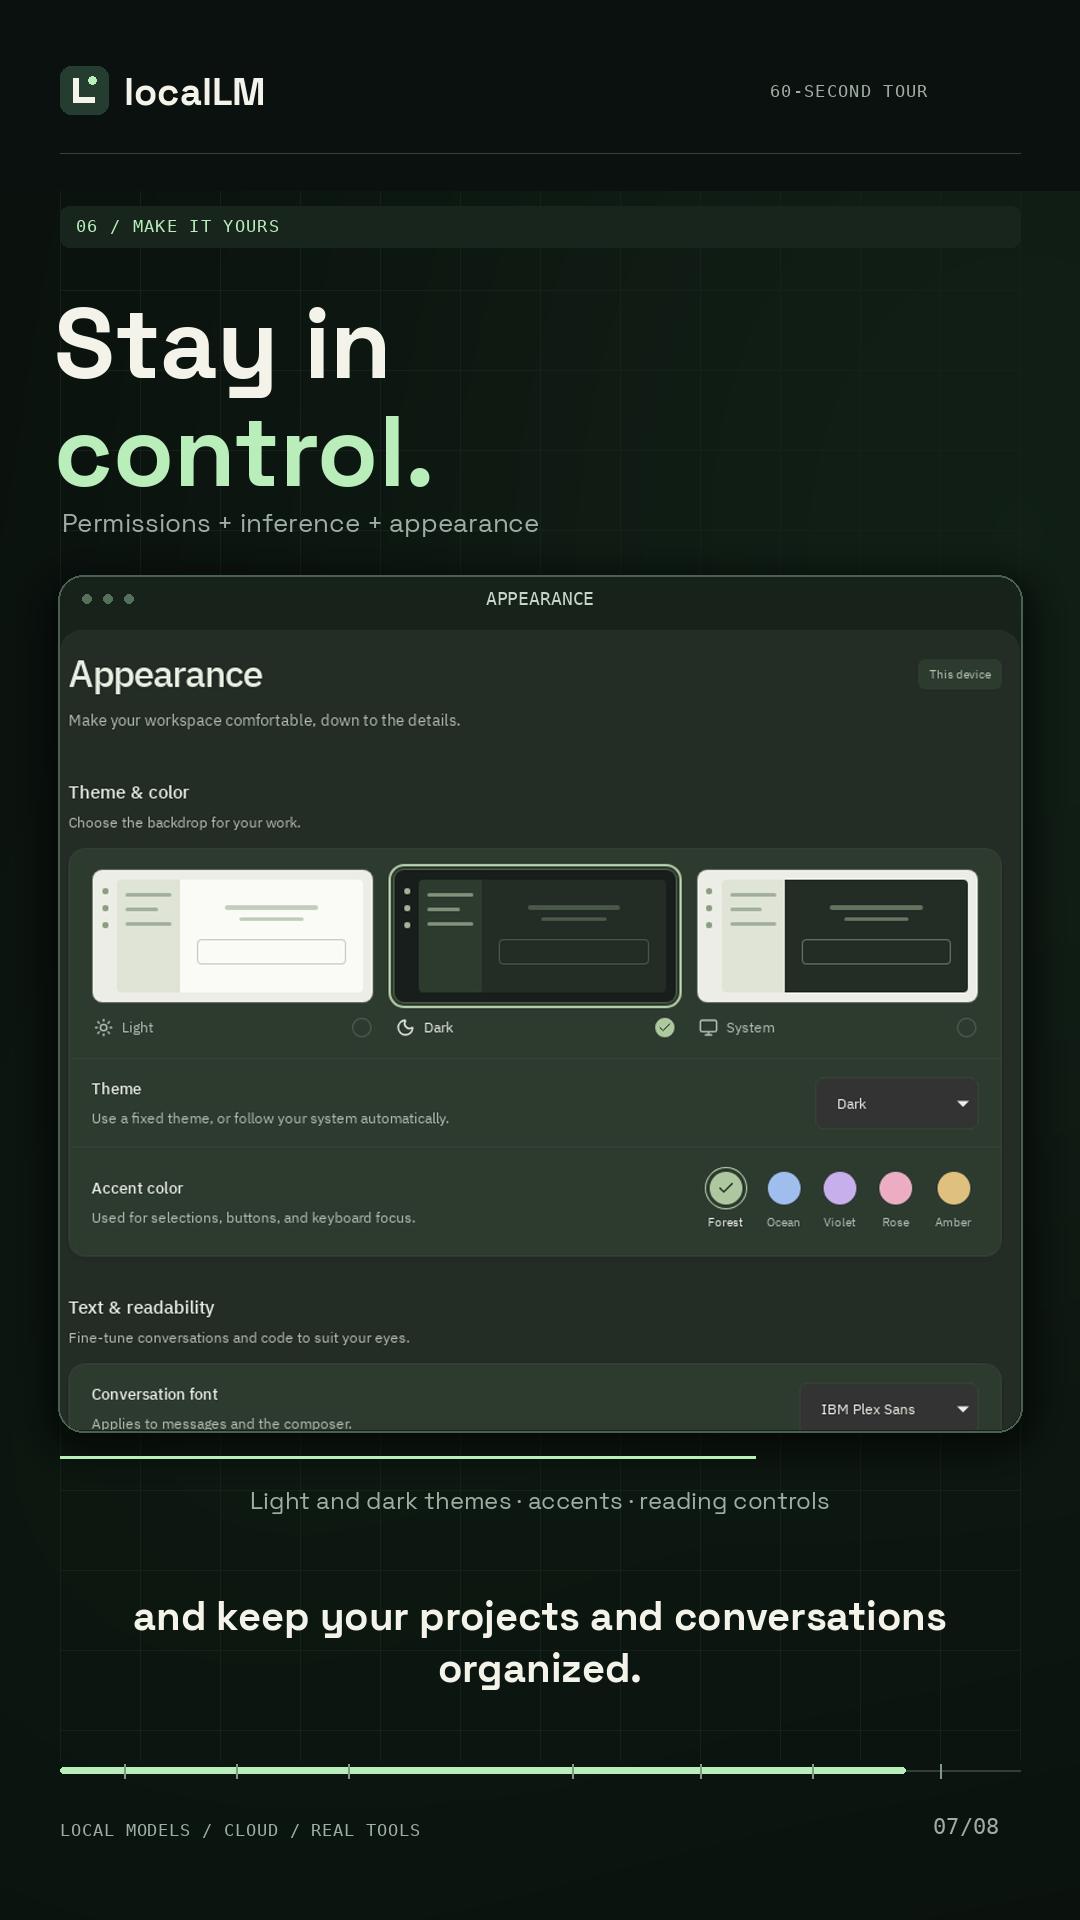 localLM
60-SECOND TOUR
06 / MAKE IT YOURS
Stay in
control.
Permissions + inference + appearance
APPEARANCE
Appearance
This device
Make your workspace comfortable, down to the details.
Theme & color
Choose the backdrop for your work.
Light
Dark
System
Theme
Use a fixed theme, or follow your system automatically.
Dark
Accent color
Used for selections, buttons, and keyboard focus.
Forest
Ocean
Violet
Rose
Amber
Text & readability
Fine-tune conversations and code to suit your eyes.
Conversation font
Applies to messages and the composer.
IBM Plex Sans
Light and dark themes · accents · reading controls
and keep your projects and conversations
organized.
LOCAL MODELS / CLOUD / REAL TOOLS
07/08